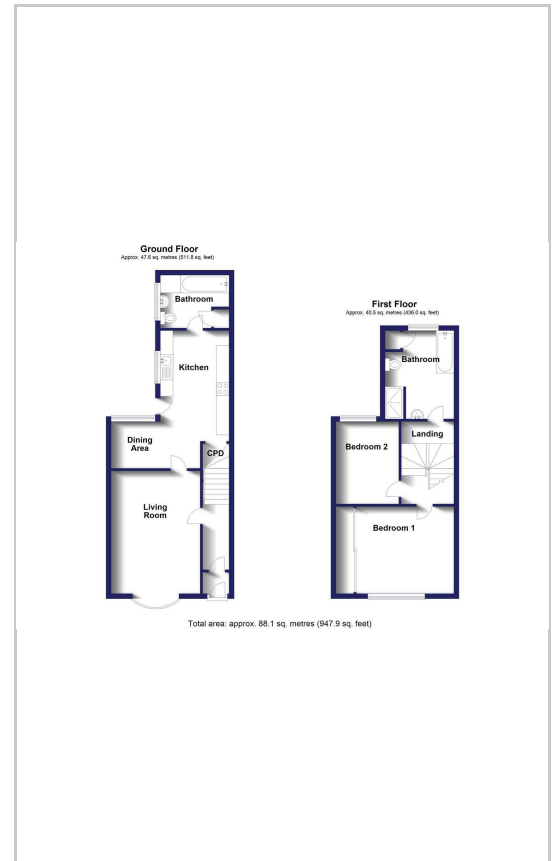 Ground Floor
Approx. 47.6 sq. metres (511.8 sq. feet)
Bathroom
Kitchen
Dining
Area
CPD
Living
Room
First Floor
Approx. 40.5 sq. metres (436.0 sq. feet)
Bathroom
Landing
Bedroom 2
Bedroom 1
Total area: approx. 88.1 sq. metres (947.9 sq. feet)